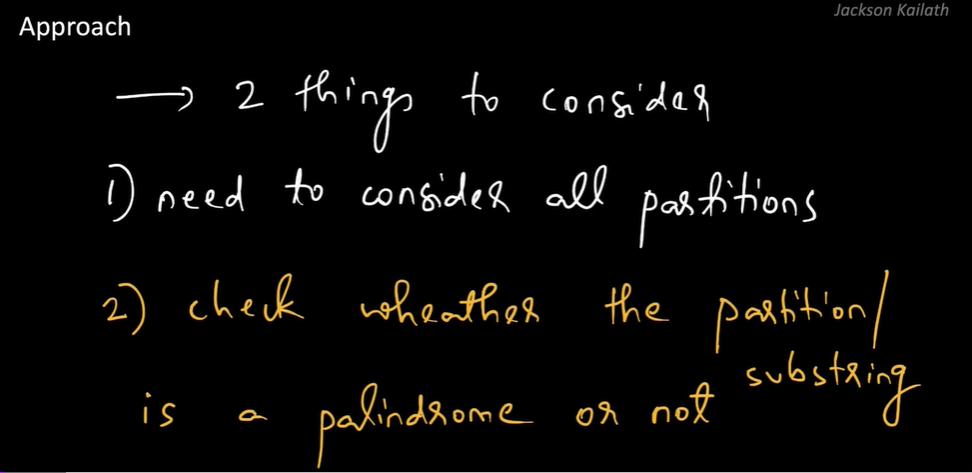 Jackson Kailath
Approach
→ 2 things to consider
1) need to consider all partitions
2) check wheather the partition/
substring
is a palindrome or not